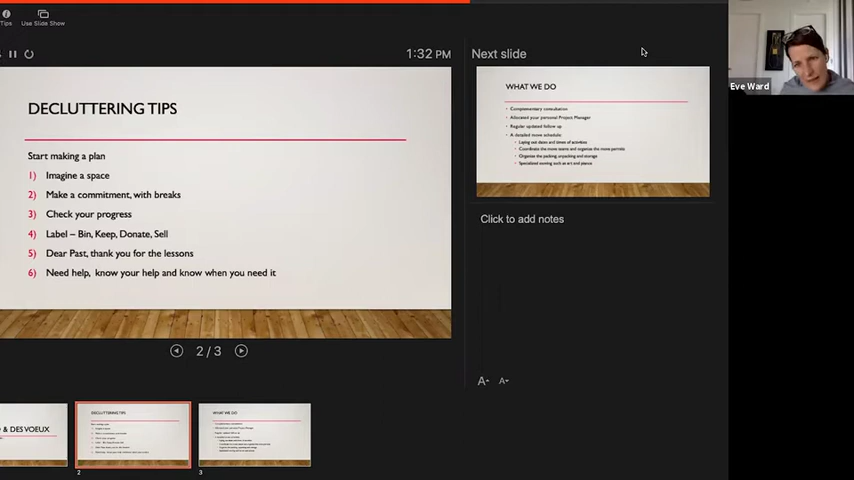 Tips
Use Slide Show
1:32 PM
Next slide
DECLUTTERING TIPS
Start making a plan
1) Imagine a space
2) Make a commitment, with breaks
3) Check your progress
4) Label – Bin, Keep, Donate, Sell
5) Dear Past, thank you for the lessons
6) Need help, know your help and know when you need it
WHAT WE DO
• Complementary consultation
• Allocated your personal Project Manager
• Regular updated follow up
• A detailed move schedule:
• Laying out dates and times of activities
• Coordinate the move teams and organise the move permits
• Organise the packing, unpacking and storage
• Specialised moving such as art and pianos
Click to add notes
Eve Ward
2 / 3
& DES VOEUX
DECLUTTERING TIPS
WHAT WE DO
2
3